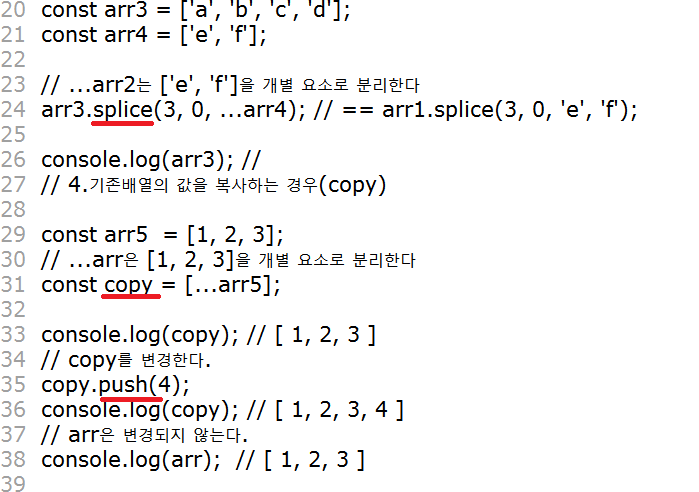 20 const arr3 = ['a', 'b', 'c', 'd'];
21 const arr4 = ['e', 'f'];
22
23 // ...arr2는 ['e', 'f']을 개별 요소로 분리한다
24 arr3.splice(3, 0, ...arr4); // == arr1.splice(3, 0, 'e', 'f');
25
26 console.log(arr3); //
27 // 4.기존배열의 값을 복사하는 경우(copy)
28
29 const arr5  = [1, 2, 3];
30 // ...arr은 [1, 2, 3]을 개별 요소로 분리한다
31 const copy = [...arr5];
32
33 console.log(copy); // [ 1, 2, 3 ]
34 // copy를 변경한다.
35 copy.push(4);
36 console.log(copy); // [ 1, 2, 3, 4 ]
37 // arr은 변경되지 않는다.
38 console.log(arr);  // [ 1, 2, 3 ]
39